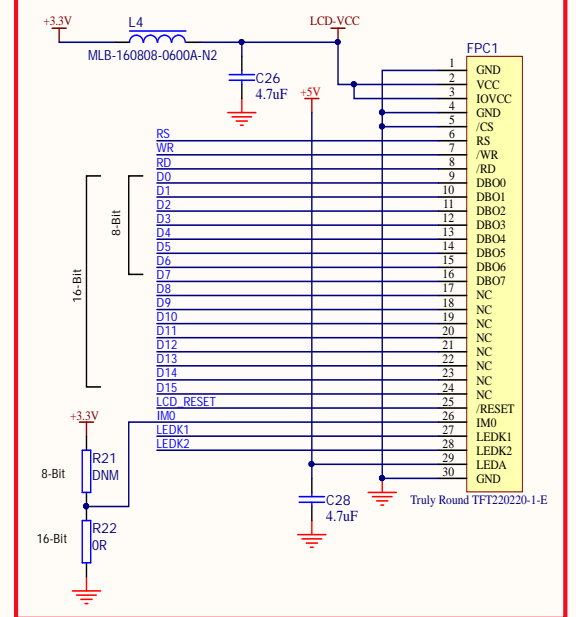 +3.3V
L4
LCD-VCC
MLB-160808-0600A-N2
C26
4.7uF
+5V
FPC1
1 GND
2 VCC
3 IOVCC
4 GND
5 /CS
RS 6 RS
WR 7 /WR
RD 8 /RD
D0 9 DBO0
D1 10 DBO1
D2 11 DBO2
D3 12 DBO3
D4 13 DBO4
D5 14 DBO5
D6 15 DBO6
D7 16 DBO7
D8 17 NC
D9 18 NC
D10 19 NC
D11 20 NC
D12 21 NC
D13 22 NC
D14 23 NC
D15 24 NC
LCD_RESET 25 /RESET
IM0 26 IM0
LEDK1 27 LEDK1
LEDK2 28 LEDK2
29 LEDA
30 GND
8-Bit
16-Bit
+3.3V
8-Bit
R21
DNM
16-Bit
R22
0R
C28
4.7uF
Truly Round TFT220220-1-E